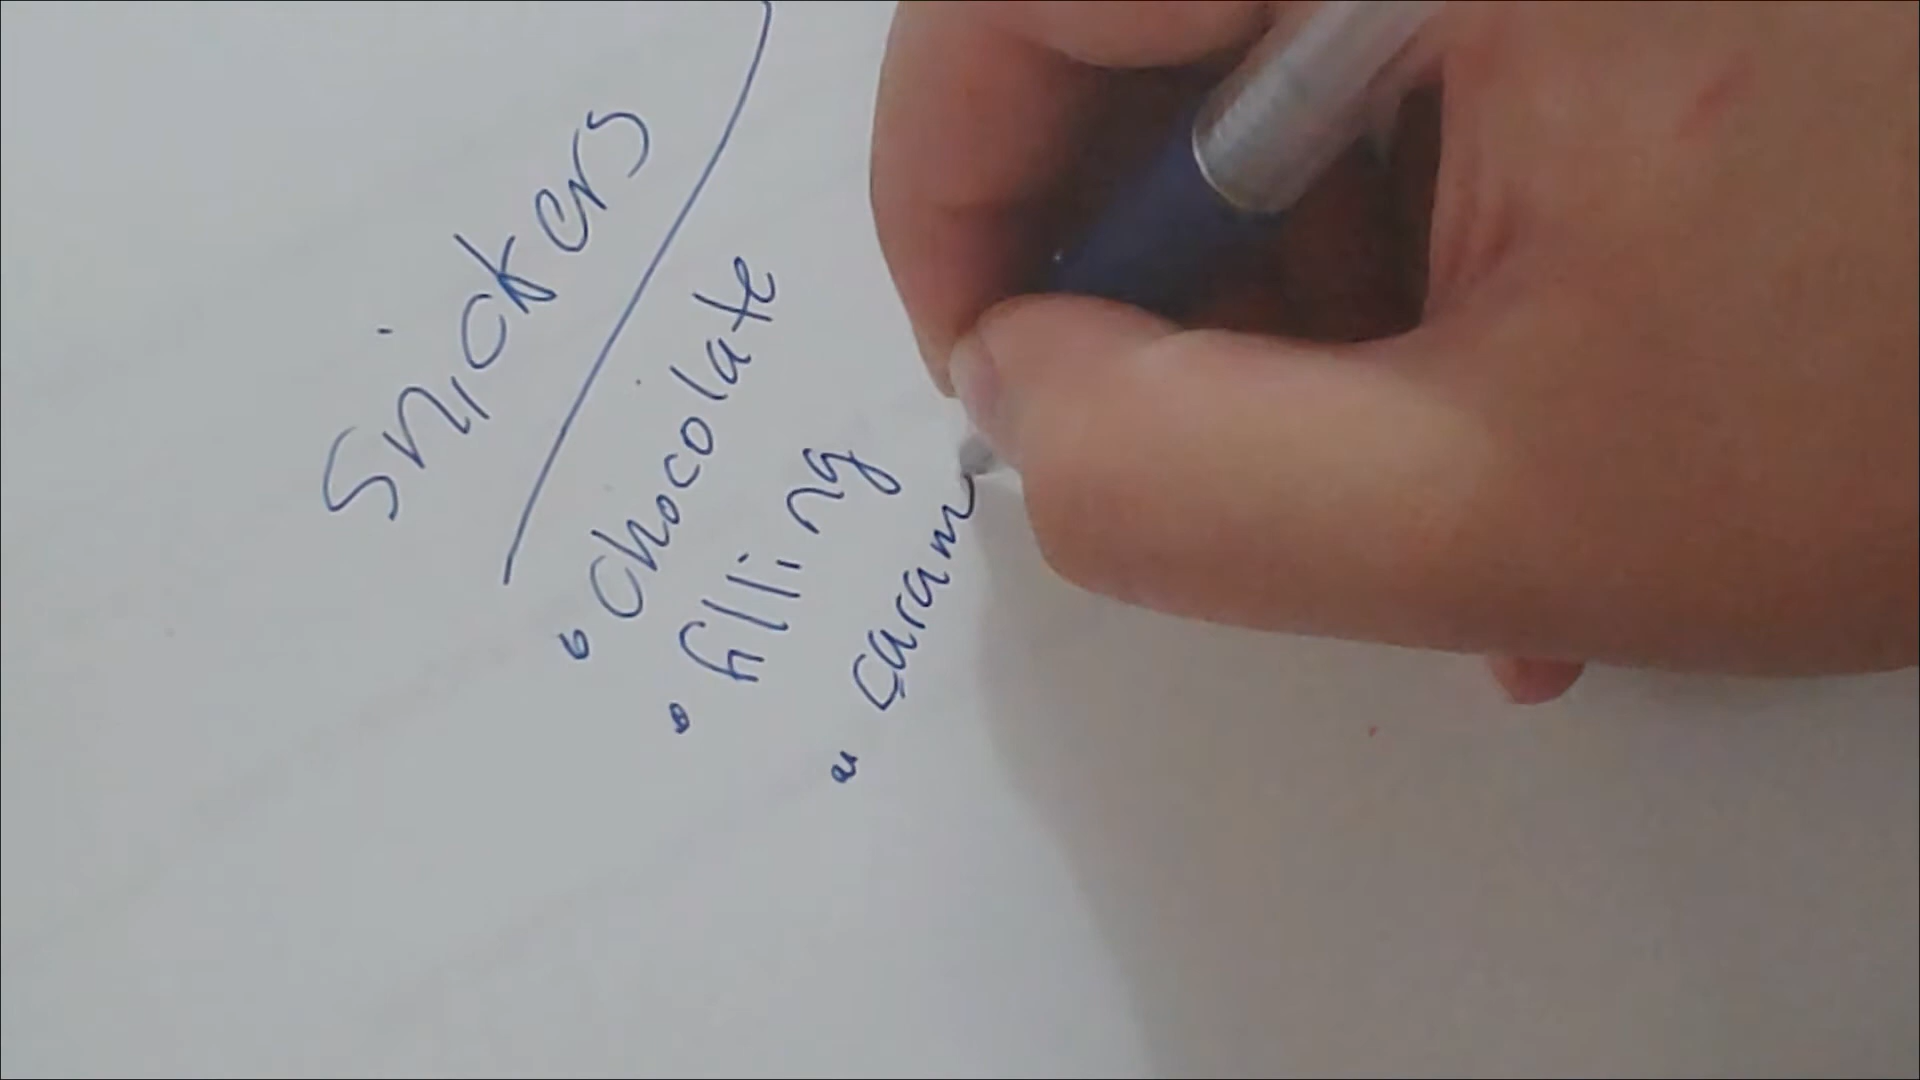 Snickers
• Chocolate
• filling
• caram